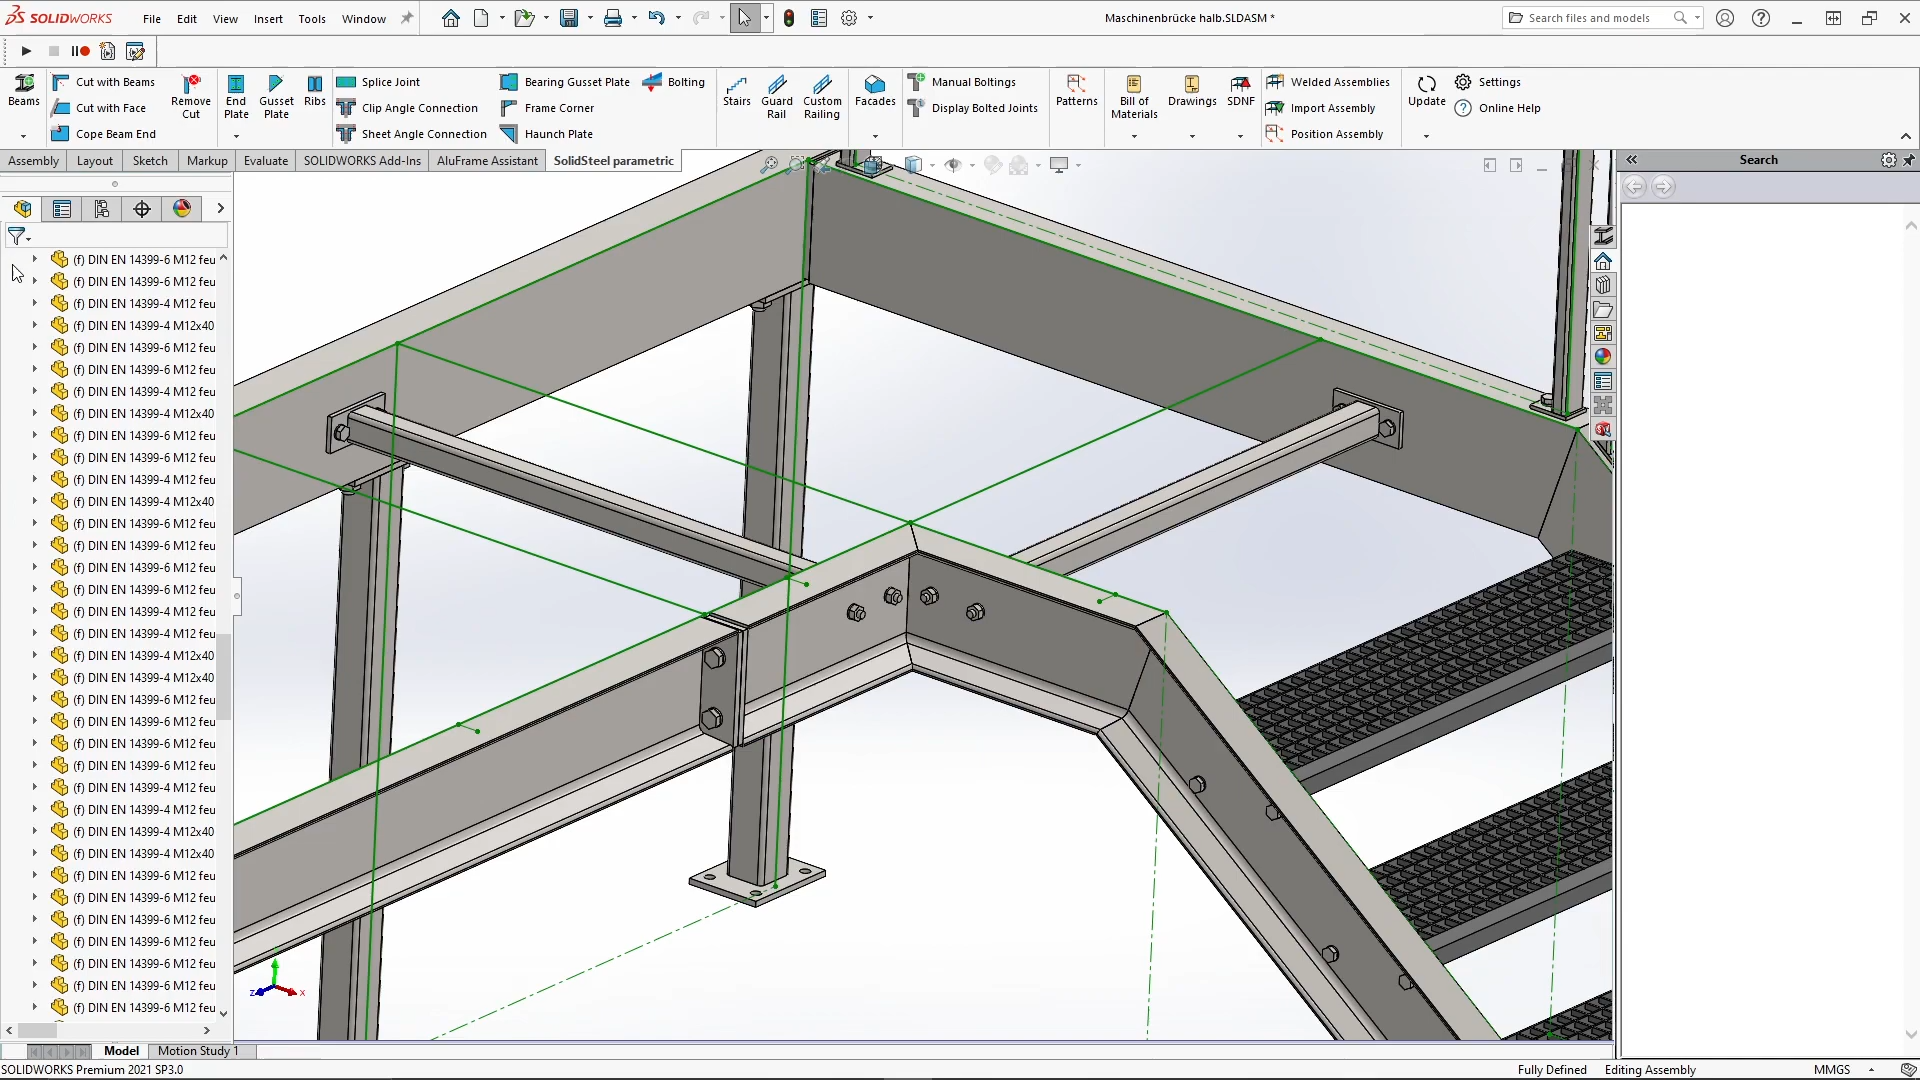 SOLIDWORKS
File
Edit
View
Insert
Tools
Window
Maschinenbrücke halb.SLDASM *
Search files and models
Beams
Cut with Beams
Cut with Face
Cope Beam End
Remove Cut
End Plate
Gusset Plate
Ribs
Splice Joint
Clip Angle Connection
Sheet Angle Connection
Bearing Gusset Plate
Frame Corner
Haunch Plate
Bolting
Stairs
Guard Rail
Custom Railing
Facades
Manual Boltings
Display Bolted Joints
Patterns
Bill of Materials
Drawings
SDNF
Welded Assemblies
Import Assembly
Position Assembly
Update
Settings
Online Help
Assembly
Layout
Sketch
Markup
Evaluate
SOLIDWORKS Add-Ins
AluFrame Assistant
SolidSteel parametric
Search
(f) DIN EN 14399-6 M12 feu
(f) DIN EN 14399-6 M12 feu
(f) DIN EN 14399-4 M12 feu
(f) DIN EN 14399-4 M12x40
(f) DIN EN 14399-6 M12 feu
(f) DIN EN 14399-6 M12 feu
(f) DIN EN 14399-4 M12 feu
(f) DIN EN 14399-4 M12x40
(f) DIN EN 14399-6 M12 feu
(f) DIN EN 14399-6 M12 feu
(f) DIN EN 14399-4 M12 feu
(f) DIN EN 14399-4 M12x40
(f) DIN EN 14399-6 M12 feu
(f) DIN EN 14399-6 M12 feu
(f) DIN EN 14399-6 M12 feu
(f) DIN EN 14399-6 M12 feu
(f) DIN EN 14399-4 M12 feu
(f) DIN EN 14399-4 M12 feu
(f) DIN EN 14399-4 M12x40
(f) DIN EN 14399-4 M12x40
(f) DIN EN 14399-6 M12 feu
(f) DIN EN 14399-6 M12 feu
(f) DIN EN 14399-6 M12 feu
(f) DIN EN 14399-6 M12 feu
(f) DIN EN 14399-4 M12 feu
(f) DIN EN 14399-4 M12 feu
(f) DIN EN 14399-4 M12x40
(f) DIN EN 14399-4 M12x40
(f) DIN EN 14399-6 M12 feu
(f) DIN EN 14399-6 M12 feu
(f) DIN EN 14399-6 M12 feu
(f) DIN EN 14399-6 M12 feu
(f) DIN EN 14399-6 M12 feu
(f) DIN EN 14399-6 M12 feu
(f) DIN EN 14399-6 M12 feu
Z
X
Model
Motion Study 1
SOLIDWORKS Premium 2021 SP3.0
Fully Defined
Editing Assembly
MMGS